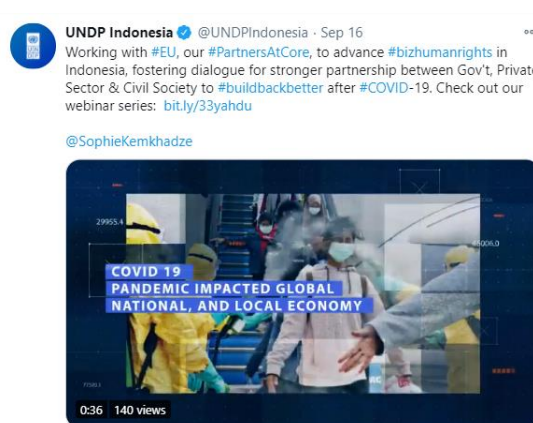 UNDP Indonesia @UNDPIndonesia · Sep 16
Working with #EU, our #PartnersAtCore, to advance #bizhumanrights in
Indonesia, fostering dialogue for stronger partnership between Gov't, Private
Sector & Civil Society to #buildbackbetter after #COVID-19. Check out our
webinar series: bit.ly/33yahdu
@SophieKemkhadze
29955.4
46006.0
COVID 19
PANDEMIC IMPACTED GLOBAL
NATIONAL, AND LOCAL ECONOMY
0:36 140 views